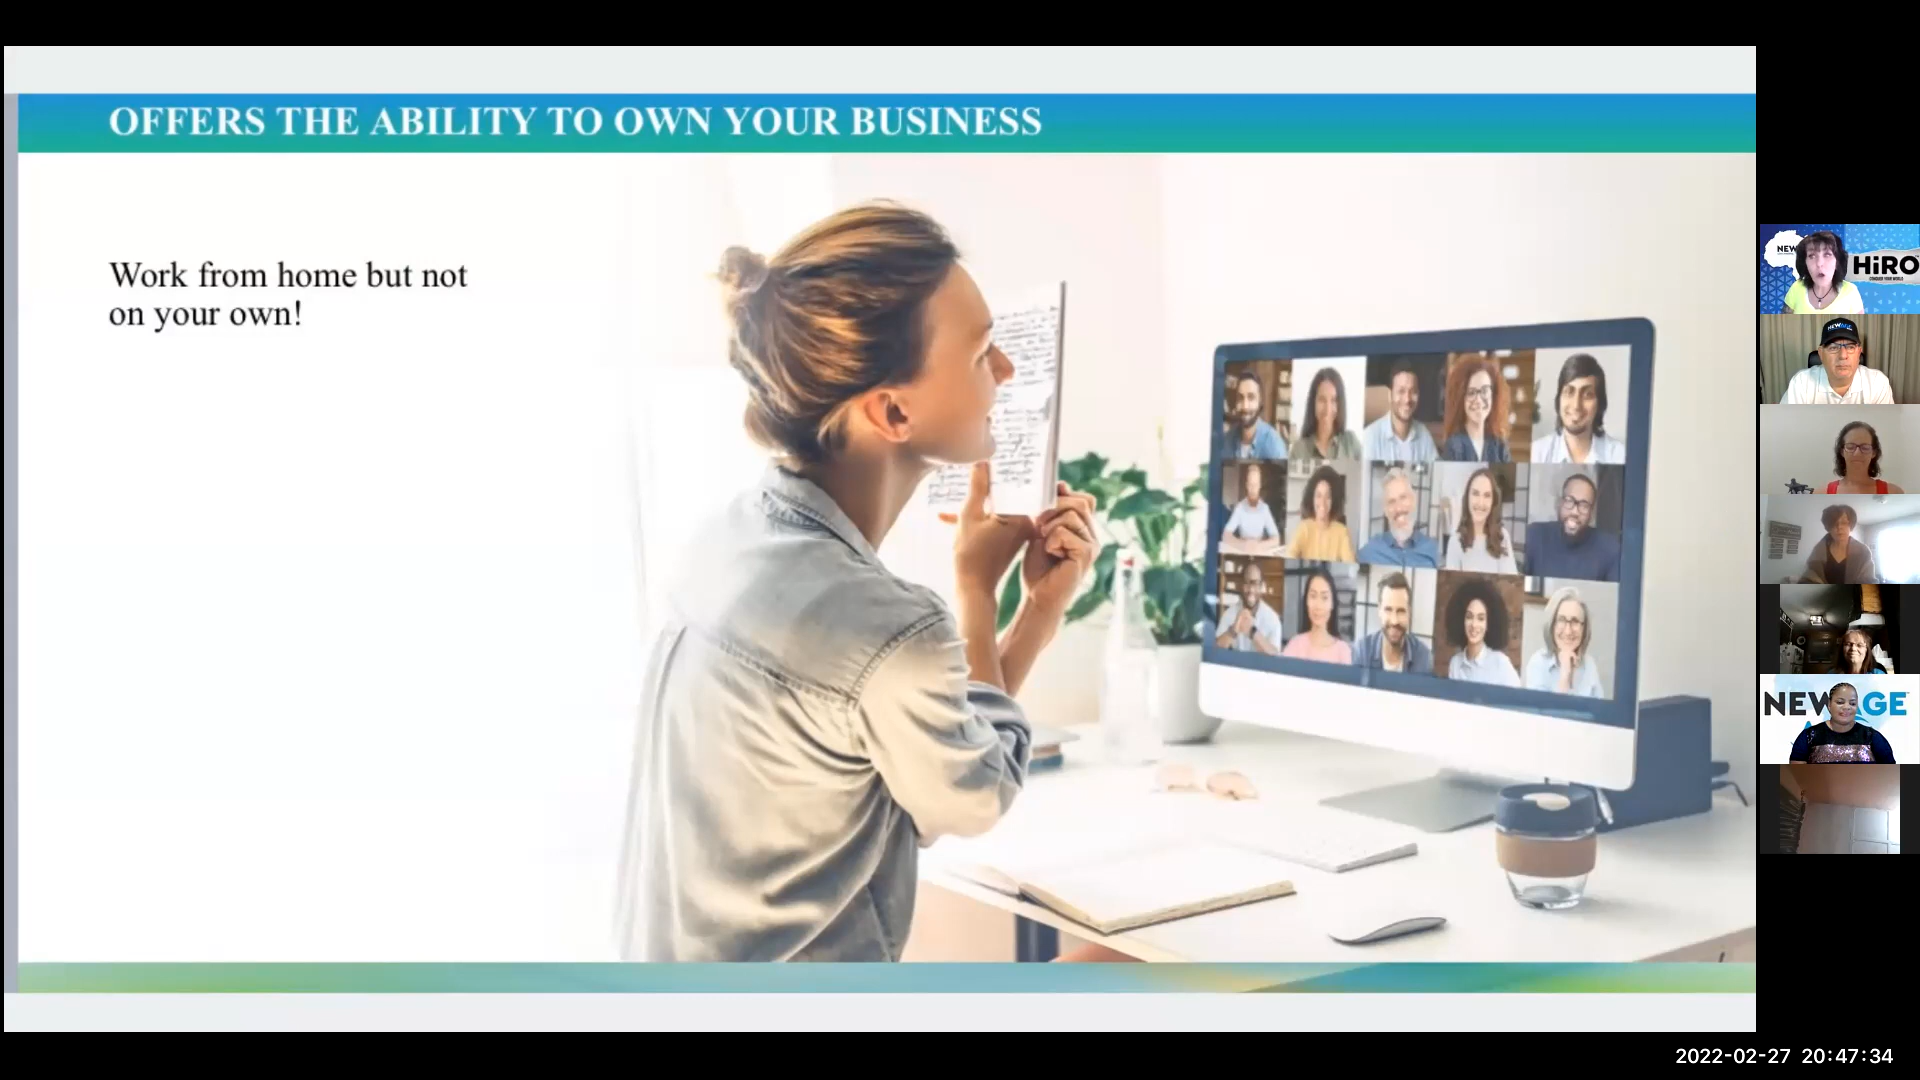 OFFERS THE ABILITY TO OWN YOUR BUSINESS
Work from home but not
on your own!
NEW
HiRO
NEWAGE
2022-02-27 20:47:34